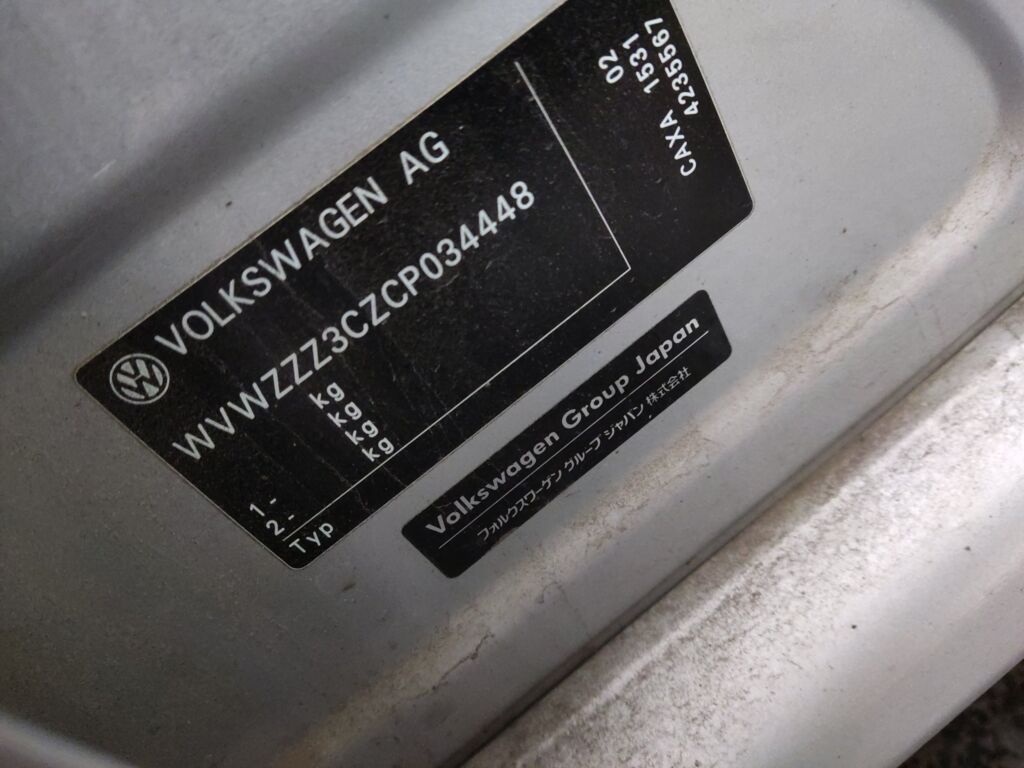 VOLKSWAGEN AG
WVWZZZ3CZCP034448
kg
kg
kg
kg
1 -
2 -
Typ
02
CAXA 1531
4235567
Volkswagen Group Japan
フォルクスワーゲン グループ ジャパン 株式会社